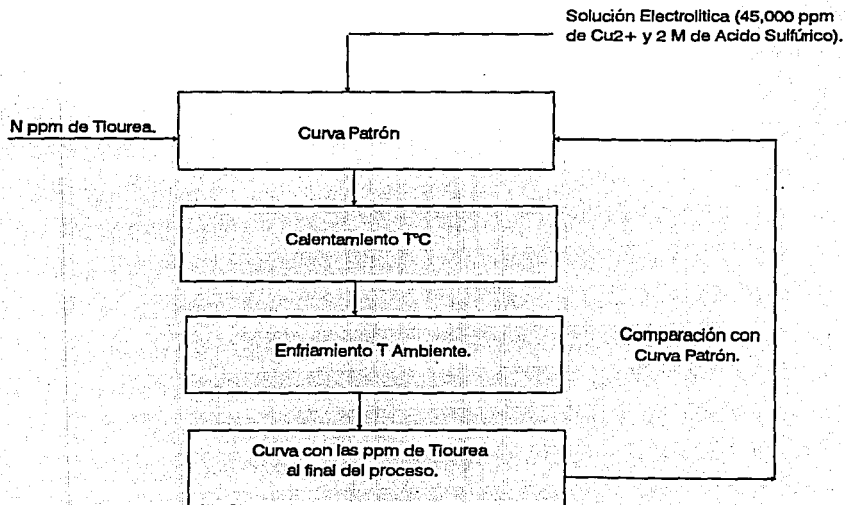 Solución Electrolítica (45,000 ppm
de Cu2+ y 2 M de Acido Sulfúrico).
N ppm de Tiourea.
Curva Patrón
Calentamiento T°C
Enfriamiento T Ambiente.
Comparación con
Curva Patrón.
Curva con las ppm de Tiourea
al final del proceso.